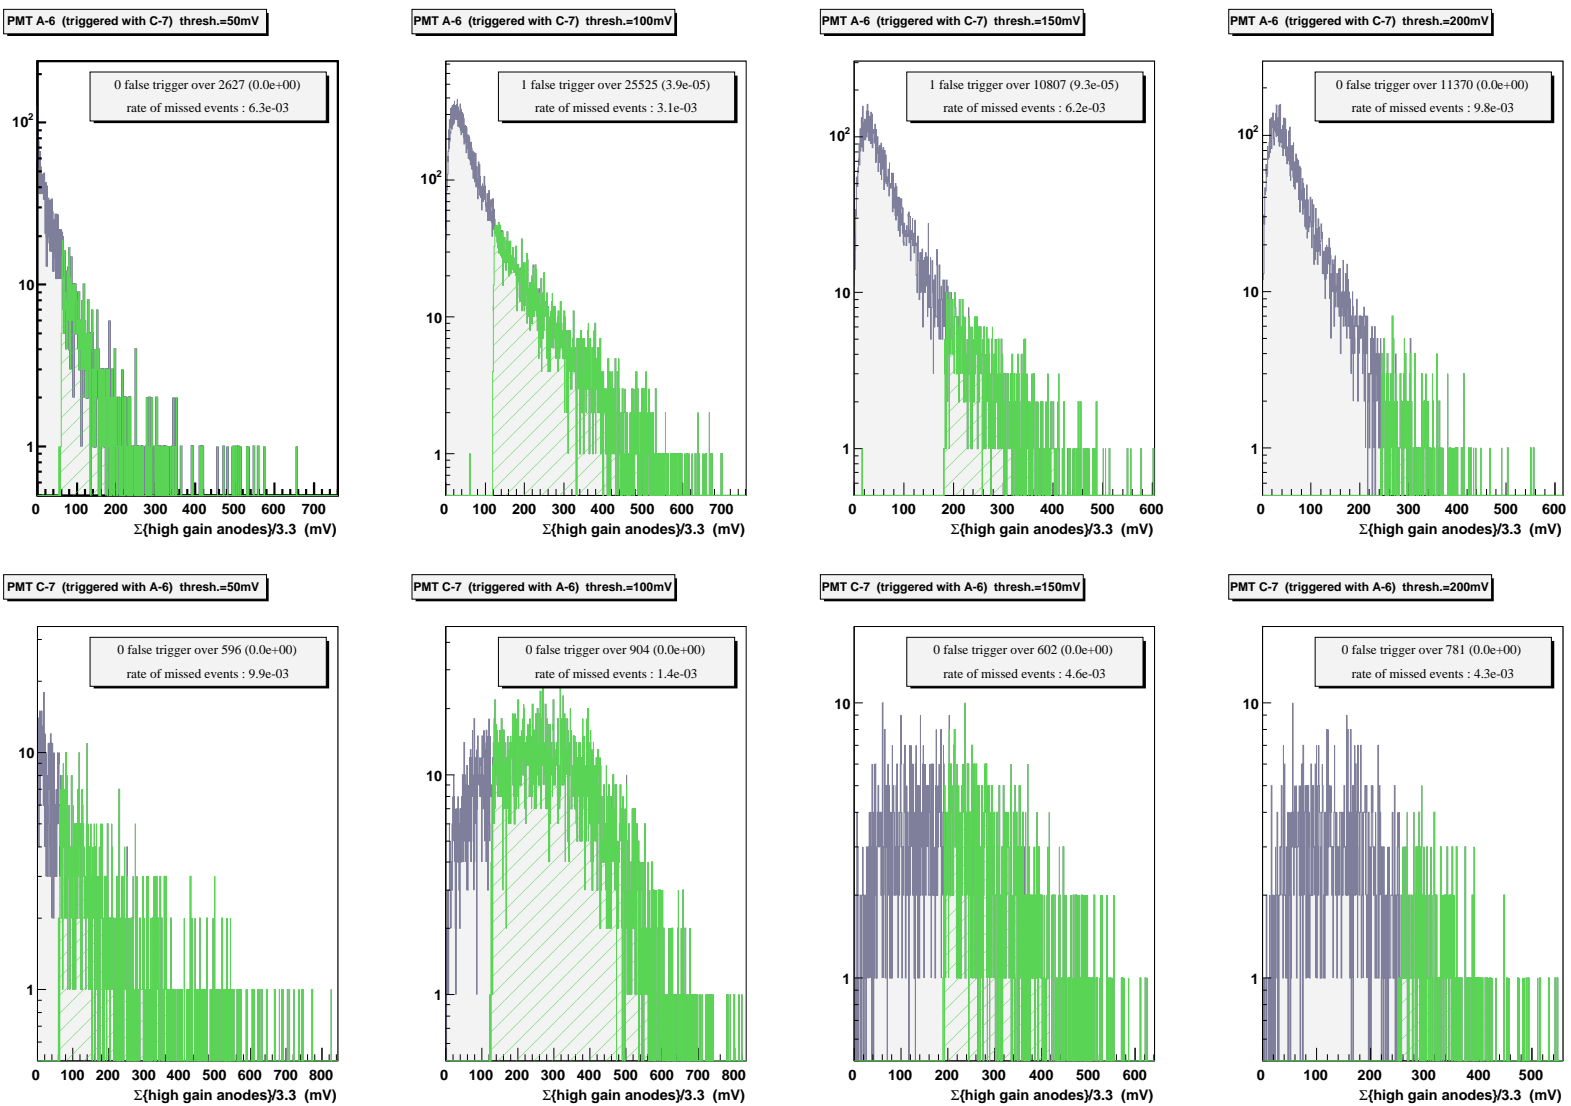 PMT A-6 (triggered with C-7) thresh.=50mV
0 false trigger over 2627 (0.0e+00)
rate of missed events : 6.3e-03
10²
10
1
0 100 200 300 400 500 600 700
Σ{high gain anodes}/3.3 (mV)
PMT A-6 (triggered with C-7) thresh.=100mV
1 false trigger over 25525 (3.9e-05)
rate of missed events : 3.1e-03
10²
10
1
0 100 200 300 400 500 600 700
Σ{high gain anodes}/3.3 (mV)
PMT A-6 (triggered with C-7) thresh.=150mV
1 false trigger over 10807 (9.3e-05)
rate of missed events : 6.2e-03
10²
10
1
0 100 200 300 400 500 600
Σ{high gain anodes}/3.3 (mV)
PMT A-6 (triggered with C-7) thresh.=200mV
0 false trigger over 11370 (0.0e+00)
rate of missed events : 9.8e-03
10²
10
1
0 100 200 300 400 500 600
Σ{high gain anodes}/3.3 (mV)
PMT C-7 (triggered with A-6) thresh.=50mV
0 false trigger over 596 (0.0e+00)
rate of missed events : 9.9e-03
10
1
0 100 200 300 400 500 600 700 800
Σ{high gain anodes}/3.3 (mV)
PMT C-7 (triggered with A-6) thresh.=100mV
0 false trigger over 904 (0.0e+00)
rate of missed events : 1.4e-03
10
1
0 100 200 300 400 500 600 700 800
Σ{high gain anodes}/3.3 (mV)
PMT C-7 (triggered with A-6) thresh.=150mV
0 false trigger over 602 (0.0e+00)
rate of missed events : 4.6e-03
10
1
0 100 200 300 400 500 600
Σ{high gain anodes}/3.3 (mV)
PMT C-7 (triggered with A-6) thresh.=200mV
0 false trigger over 781 (0.0e+00)
rate of missed events : 4.3e-03
10
1
0 100 200 300 400 500
Σ{high gain anodes}/3.3 (mV)